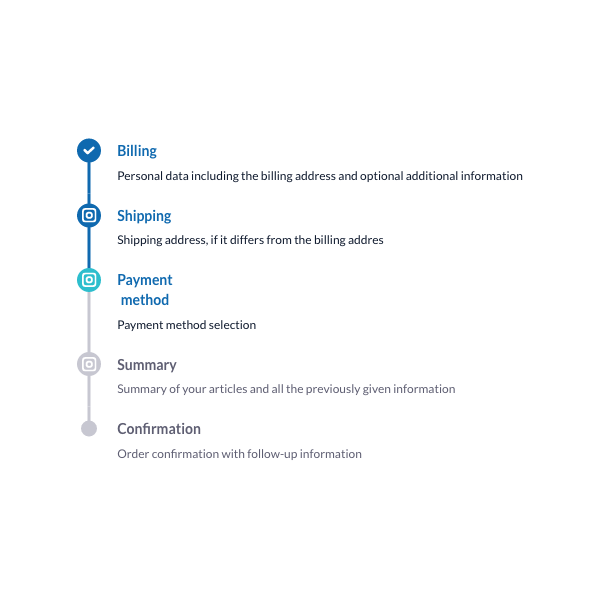 Billing
Personal data including the billing address and optional additional information
Shipping
Shipping address, if it differs from the billing addres
Payment
method
Payment method selection
Summary
Summary of your articles and all the previously given information
Confirmation
Order confirmation with follow-up information